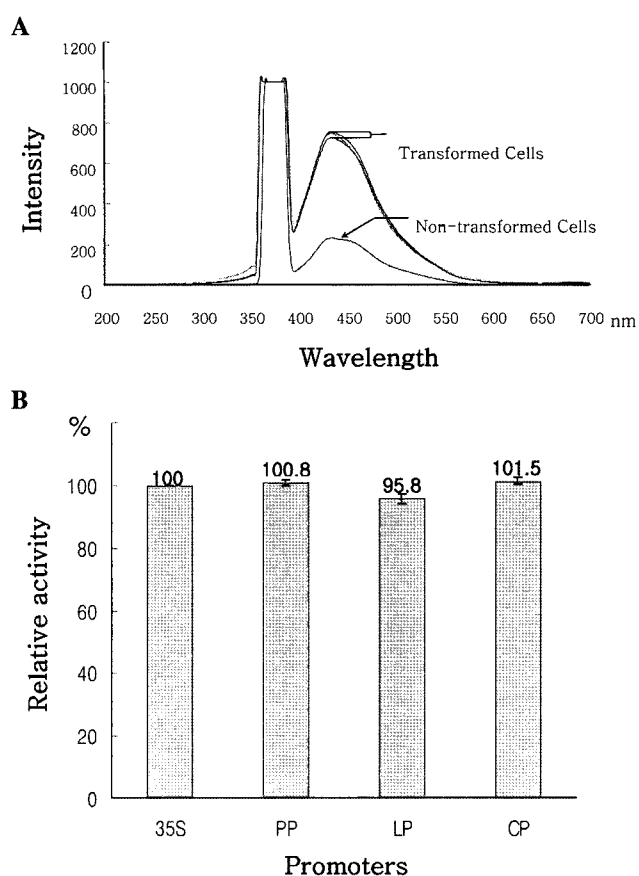 A
1200
1000
800
600
400
200
0
Intensity
Transformed Cells
Non-transformed Cells
200 250 300 350 400 450 500 550 600 650 700 nm
Wavelength
B
%
100
80
60
40
20
0
Relative activity
100
100.8
95.8
101.5
35S PP LP CP
Promoters